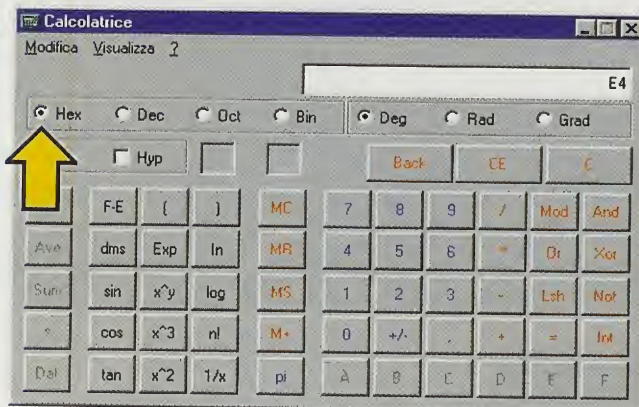 Calcolatrice
Modifica Visualizza ?
E4
Hex Dec Oct Bin Deg Rad Grad
Hyp Back CE C
F-E ( ) MC 7 8 9 / Mod And
Ave dms Exp ln MR 4 5 6 * Or Xor
Sum sin x^y log MS 1 2 3 - Lsh Not
s cos x^3 n! M+ 0 +/- , + = Int
Dat tan x^2 1/x pi A B C D E F